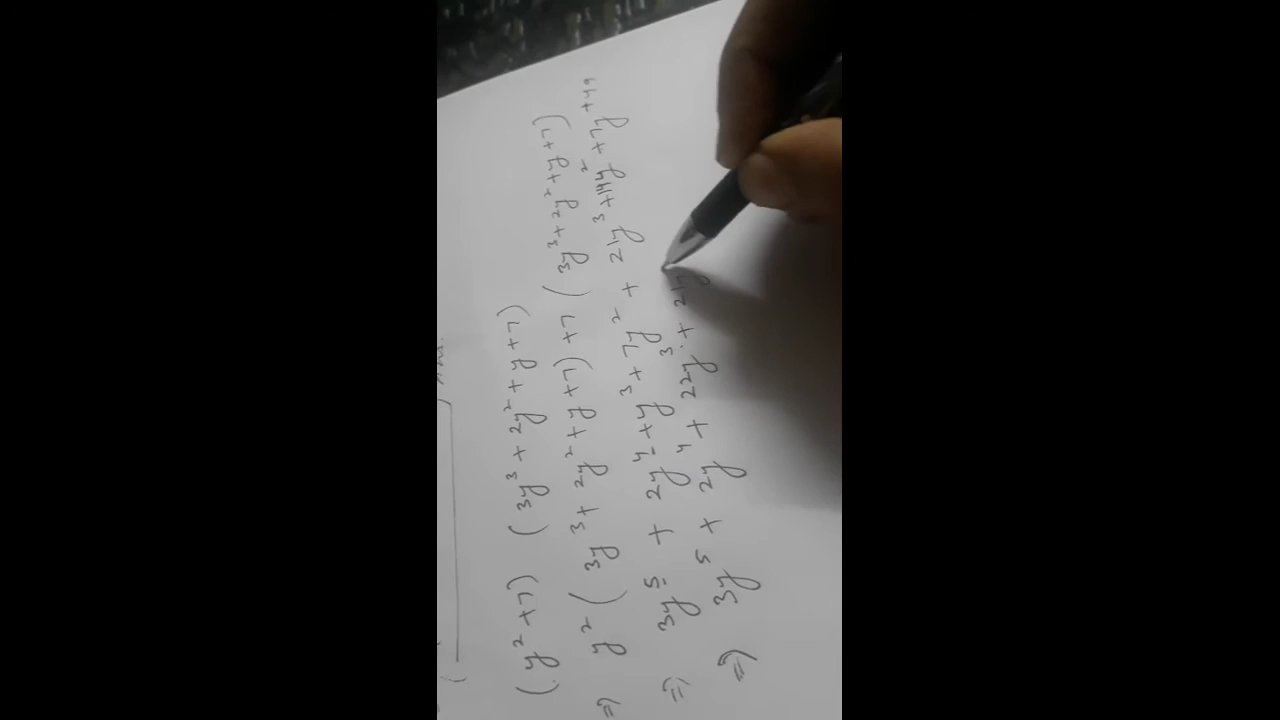 (y² + 7) (3y³ + 2y² + y + 7)
⇒ y² (3y³ + 2y² + y + 7) + 7 (3y³ + 2y² + y + 7)
⇒ 3y⁵ + 2y⁴ + y³ + 7y² + 21y³ + 14y² + 7y + 49
⇒ 3y⁵ + 2y⁴ + 22y³ + 21y